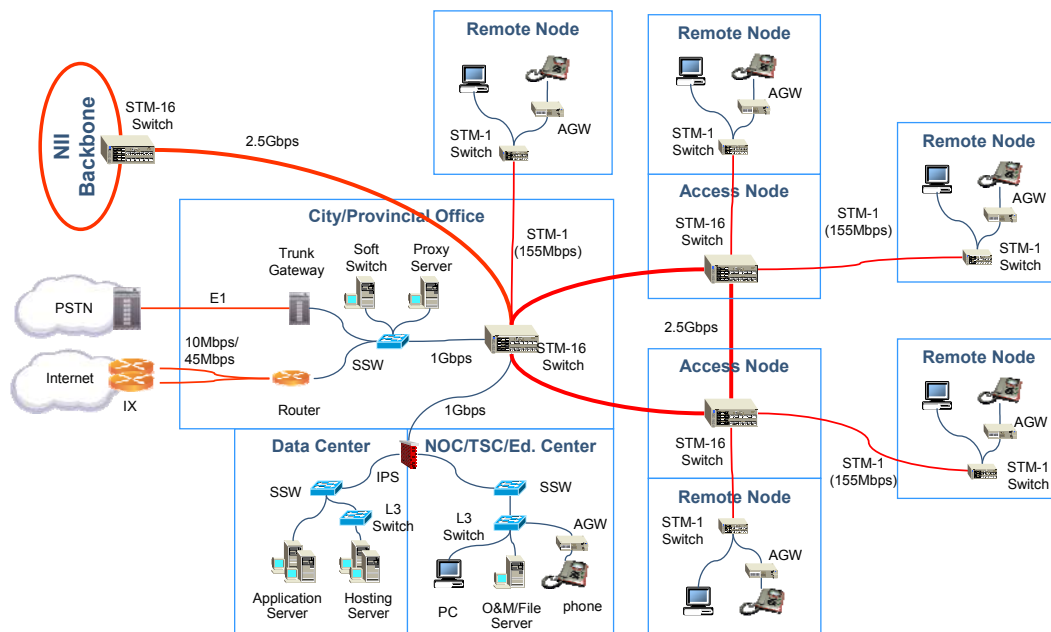 Remote Node
STM-1
Switch
AGW
Remote Node
STM-1
Switch
AGW
NII
Backbone
STM-16
Switch
2.5Gbps
Remote Node
AGW
STM-1
Switch
STM-1
(155Mbps)
Access Node
STM-16
Switch
STM-1
(155Mbps)
City/Provincial Office
Trunk
Gateway
Soft
Switch
Proxy
Server
PSTN
E1
10Mbps/
45Mbps
Internet
IX
Router
SSW
1Gbps
STM-16
Switch
1Gbps
2.5Gbps
Access Node
STM-16
Switch
Remote Node
AGW
STM-1
Switch
STM-1
(155Mbps)
Data Center
IPS
SSW
L3
Switch
Application
Server
Hosting
Server
NOC/TSC/Ed. Center
SSW
L3
Switch
AGW
PC
O&M/File
Server
phone
Remote Node
STM-1
Switch
AGW